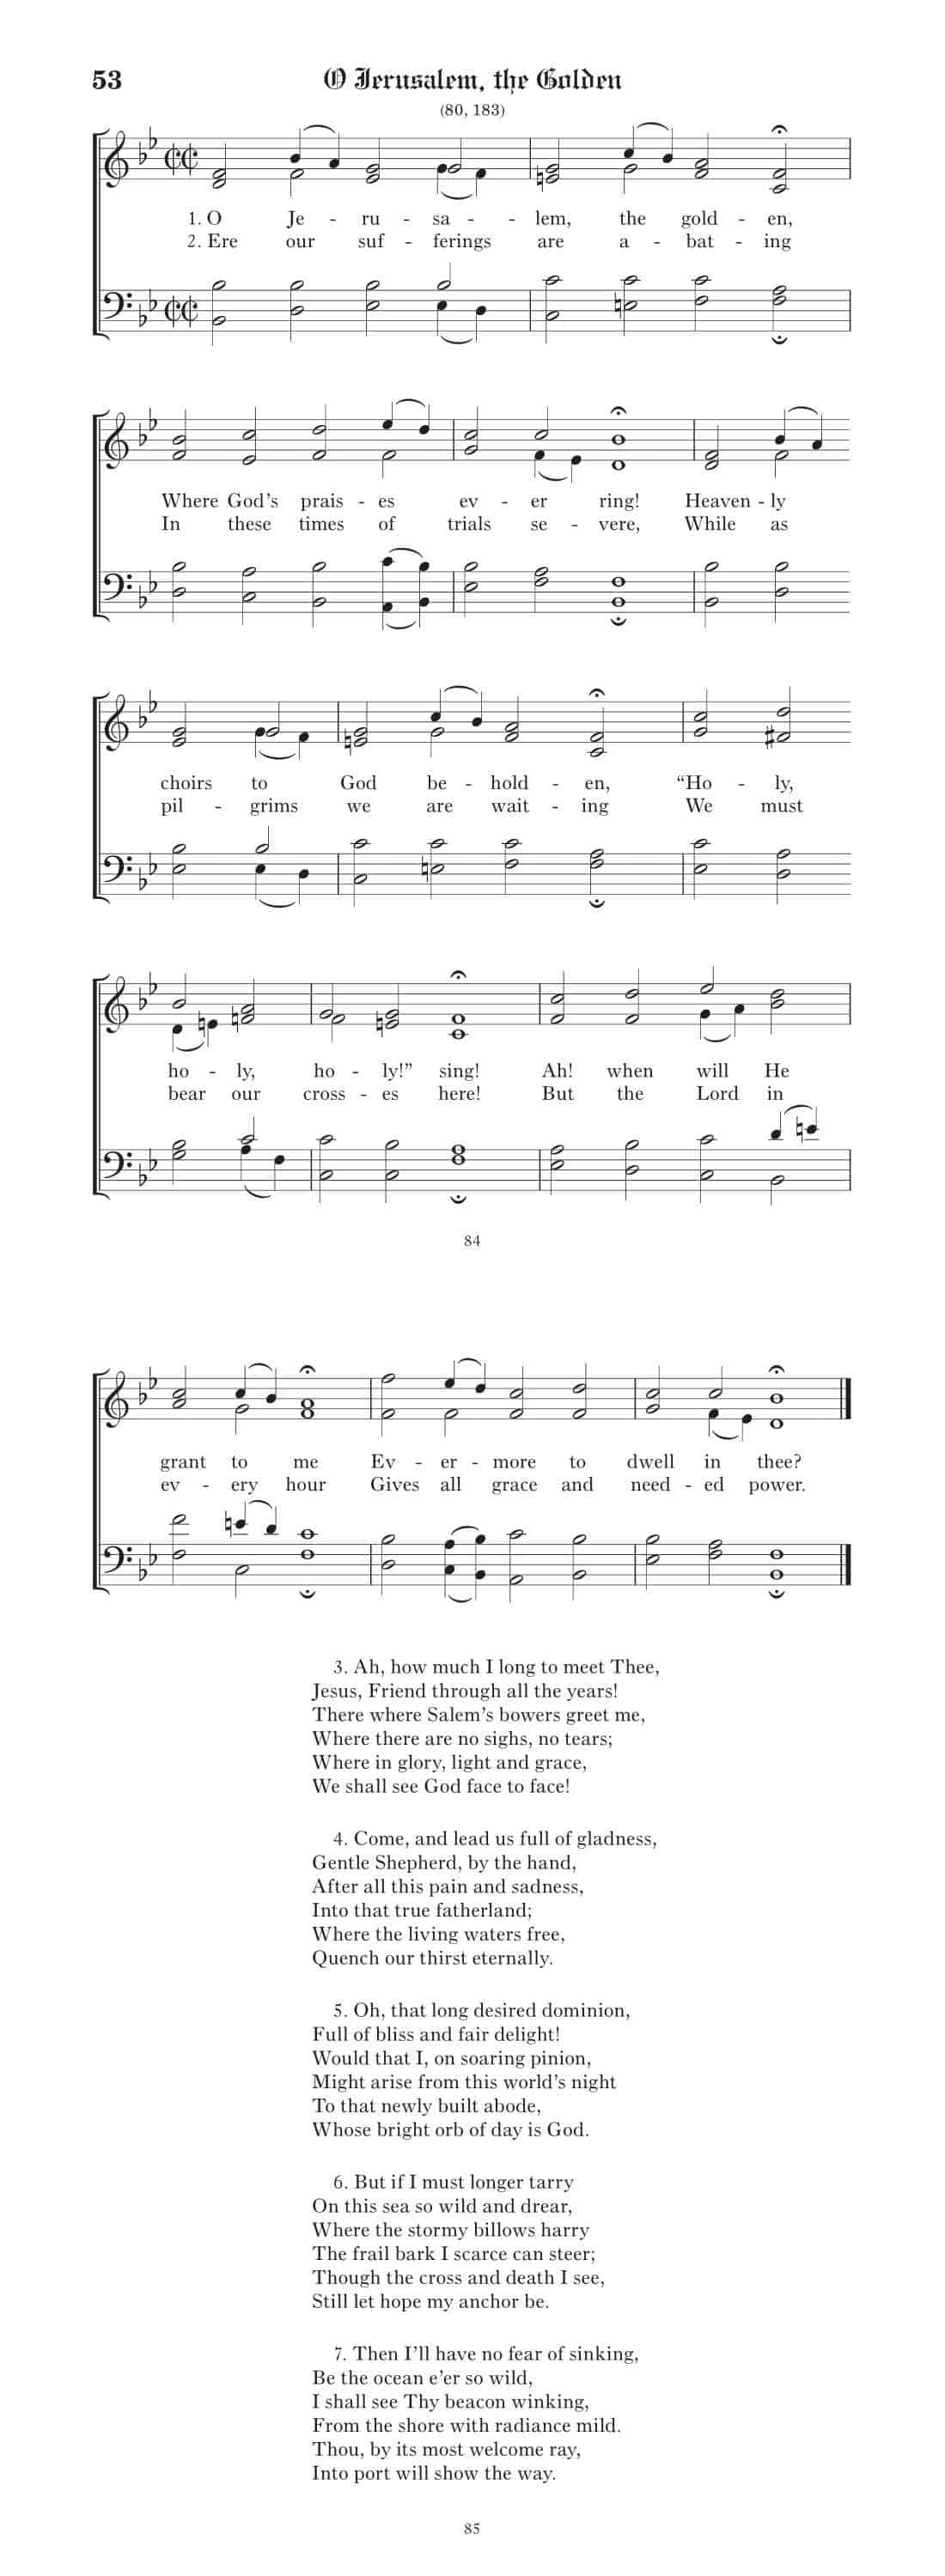 53 O Jerusalem, the Golden
(80, 183)
1. O Je - ru - sa - - lem, the gold - en,
2. Ere our suf - ferings are a - bat - ing
Where God's prais - es ev - er ring! Heaven - ly
In these times of trials se - vere, While as
choirs to God be - hold - en, “Ho - ly,
pil - grims we are wait - ing We must
ho - ly, ho - ly!” sing! Ah! when will He
bear our cross - es here! But the Lord in
84
grant to me Ev - er - more to dwell in thee?
ev - ery hour Gives all grace and need - ed power.
3. Ah, how much I long to meet Thee,
Jesus, Friend through all the years!
There where Salem's bowers greet me,
Where there are no sighs, no tears;
Where in glory, light and grace,
We shall see God face to face!
4. Come, and lead us full of gladness,
Gentle Shepherd, by the hand,
After all this pain and sadness,
Into that true fatherland;
Where the living waters free,
Quench our thirst eternally.
5. Oh, that long desired dominion,
Full of bliss and fair delight!
Would that I, on soaring pinion,
Might arise from this world's night
To that newly built abode,
Whose bright orb of day is God.
6. But if I must longer tarry
On this sea so wild and drear,
Where the stormy billows harry
The frail bark I scarce can steer;
Though the cross and death I see,
Still let hope my anchor be.
7. Then I'll have no fear of sinking,
Be the ocean e'er so wild,
I shall see Thy beacon winking,
From the shore with radiance mild.
Thou, by its most welcome ray,
Into port will show the way.
85